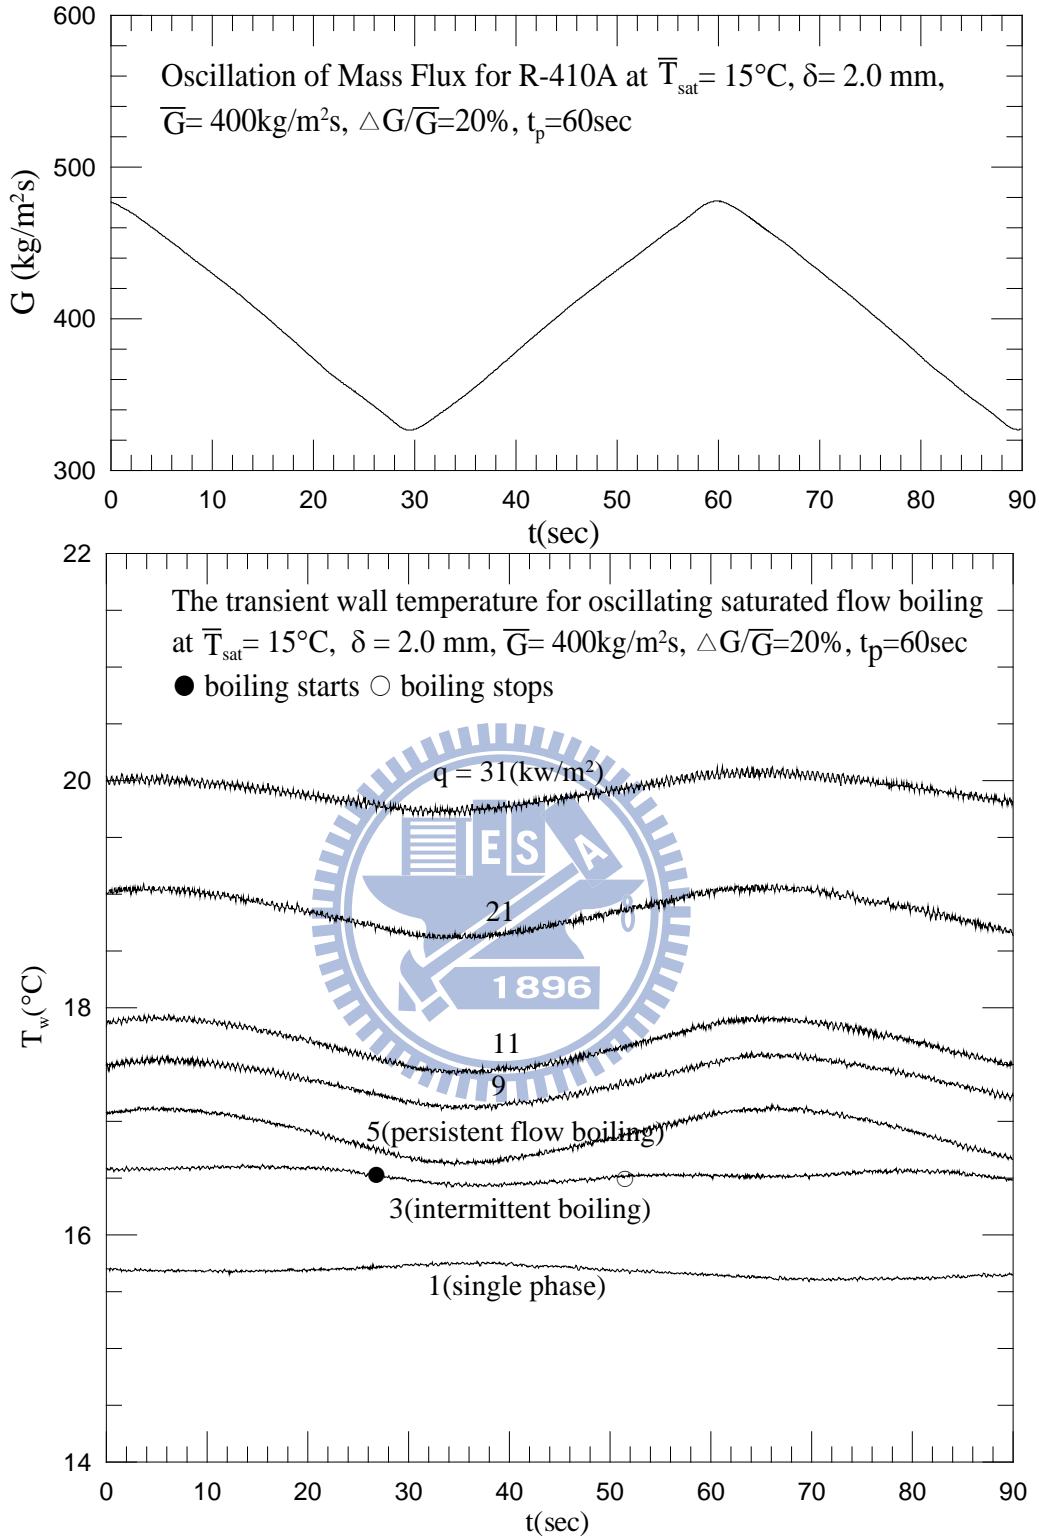 600
Oscillation of Mass Flux for R-410A at T̅sat= 15°C, δ= 2.0 mm,
G̅= 400kg/m²s, △G/G̅=20%, tp=60sec
500
G (kg/m²s)
400
300
0 10 20 30 40 50 60 70 80 90
t(sec)
22
The transient wall temperature for oscillating saturated flow boiling
at T̅sat= 15°C, δ = 2.0 mm, G̅= 400kg/m²s, △G/G̅=20%, tp=60sec
● boiling starts ○ boiling stops
q = 31(kw/m²)
20
E S A
21
1896
Tw(°C)
18
11
9
5(persistent flow boiling)
3(intermittent boiling)
16
1(single phase)
14
0 10 20 30 40 50 60 70 80 90
t(sec)